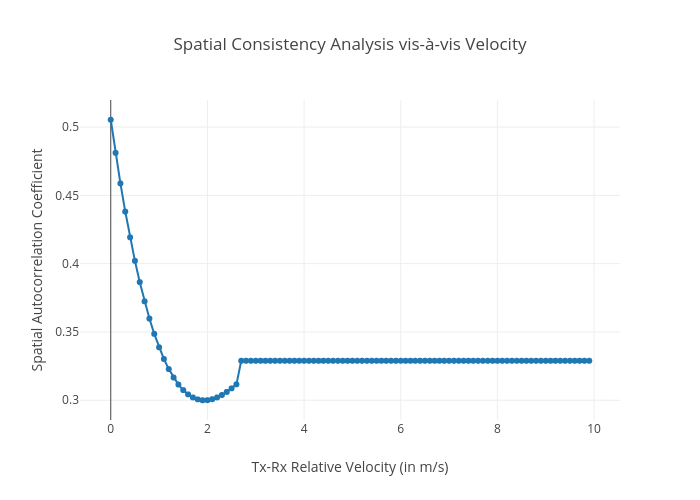 Spatial Consistency Analysis vis-à-vis Velocity
0.5
0.45
0.4
0.35
0.3
Spatial Autocorrelation Coefficient
0 2 4 6 8 10
Tx-Rx Relative Velocity (in m/s)